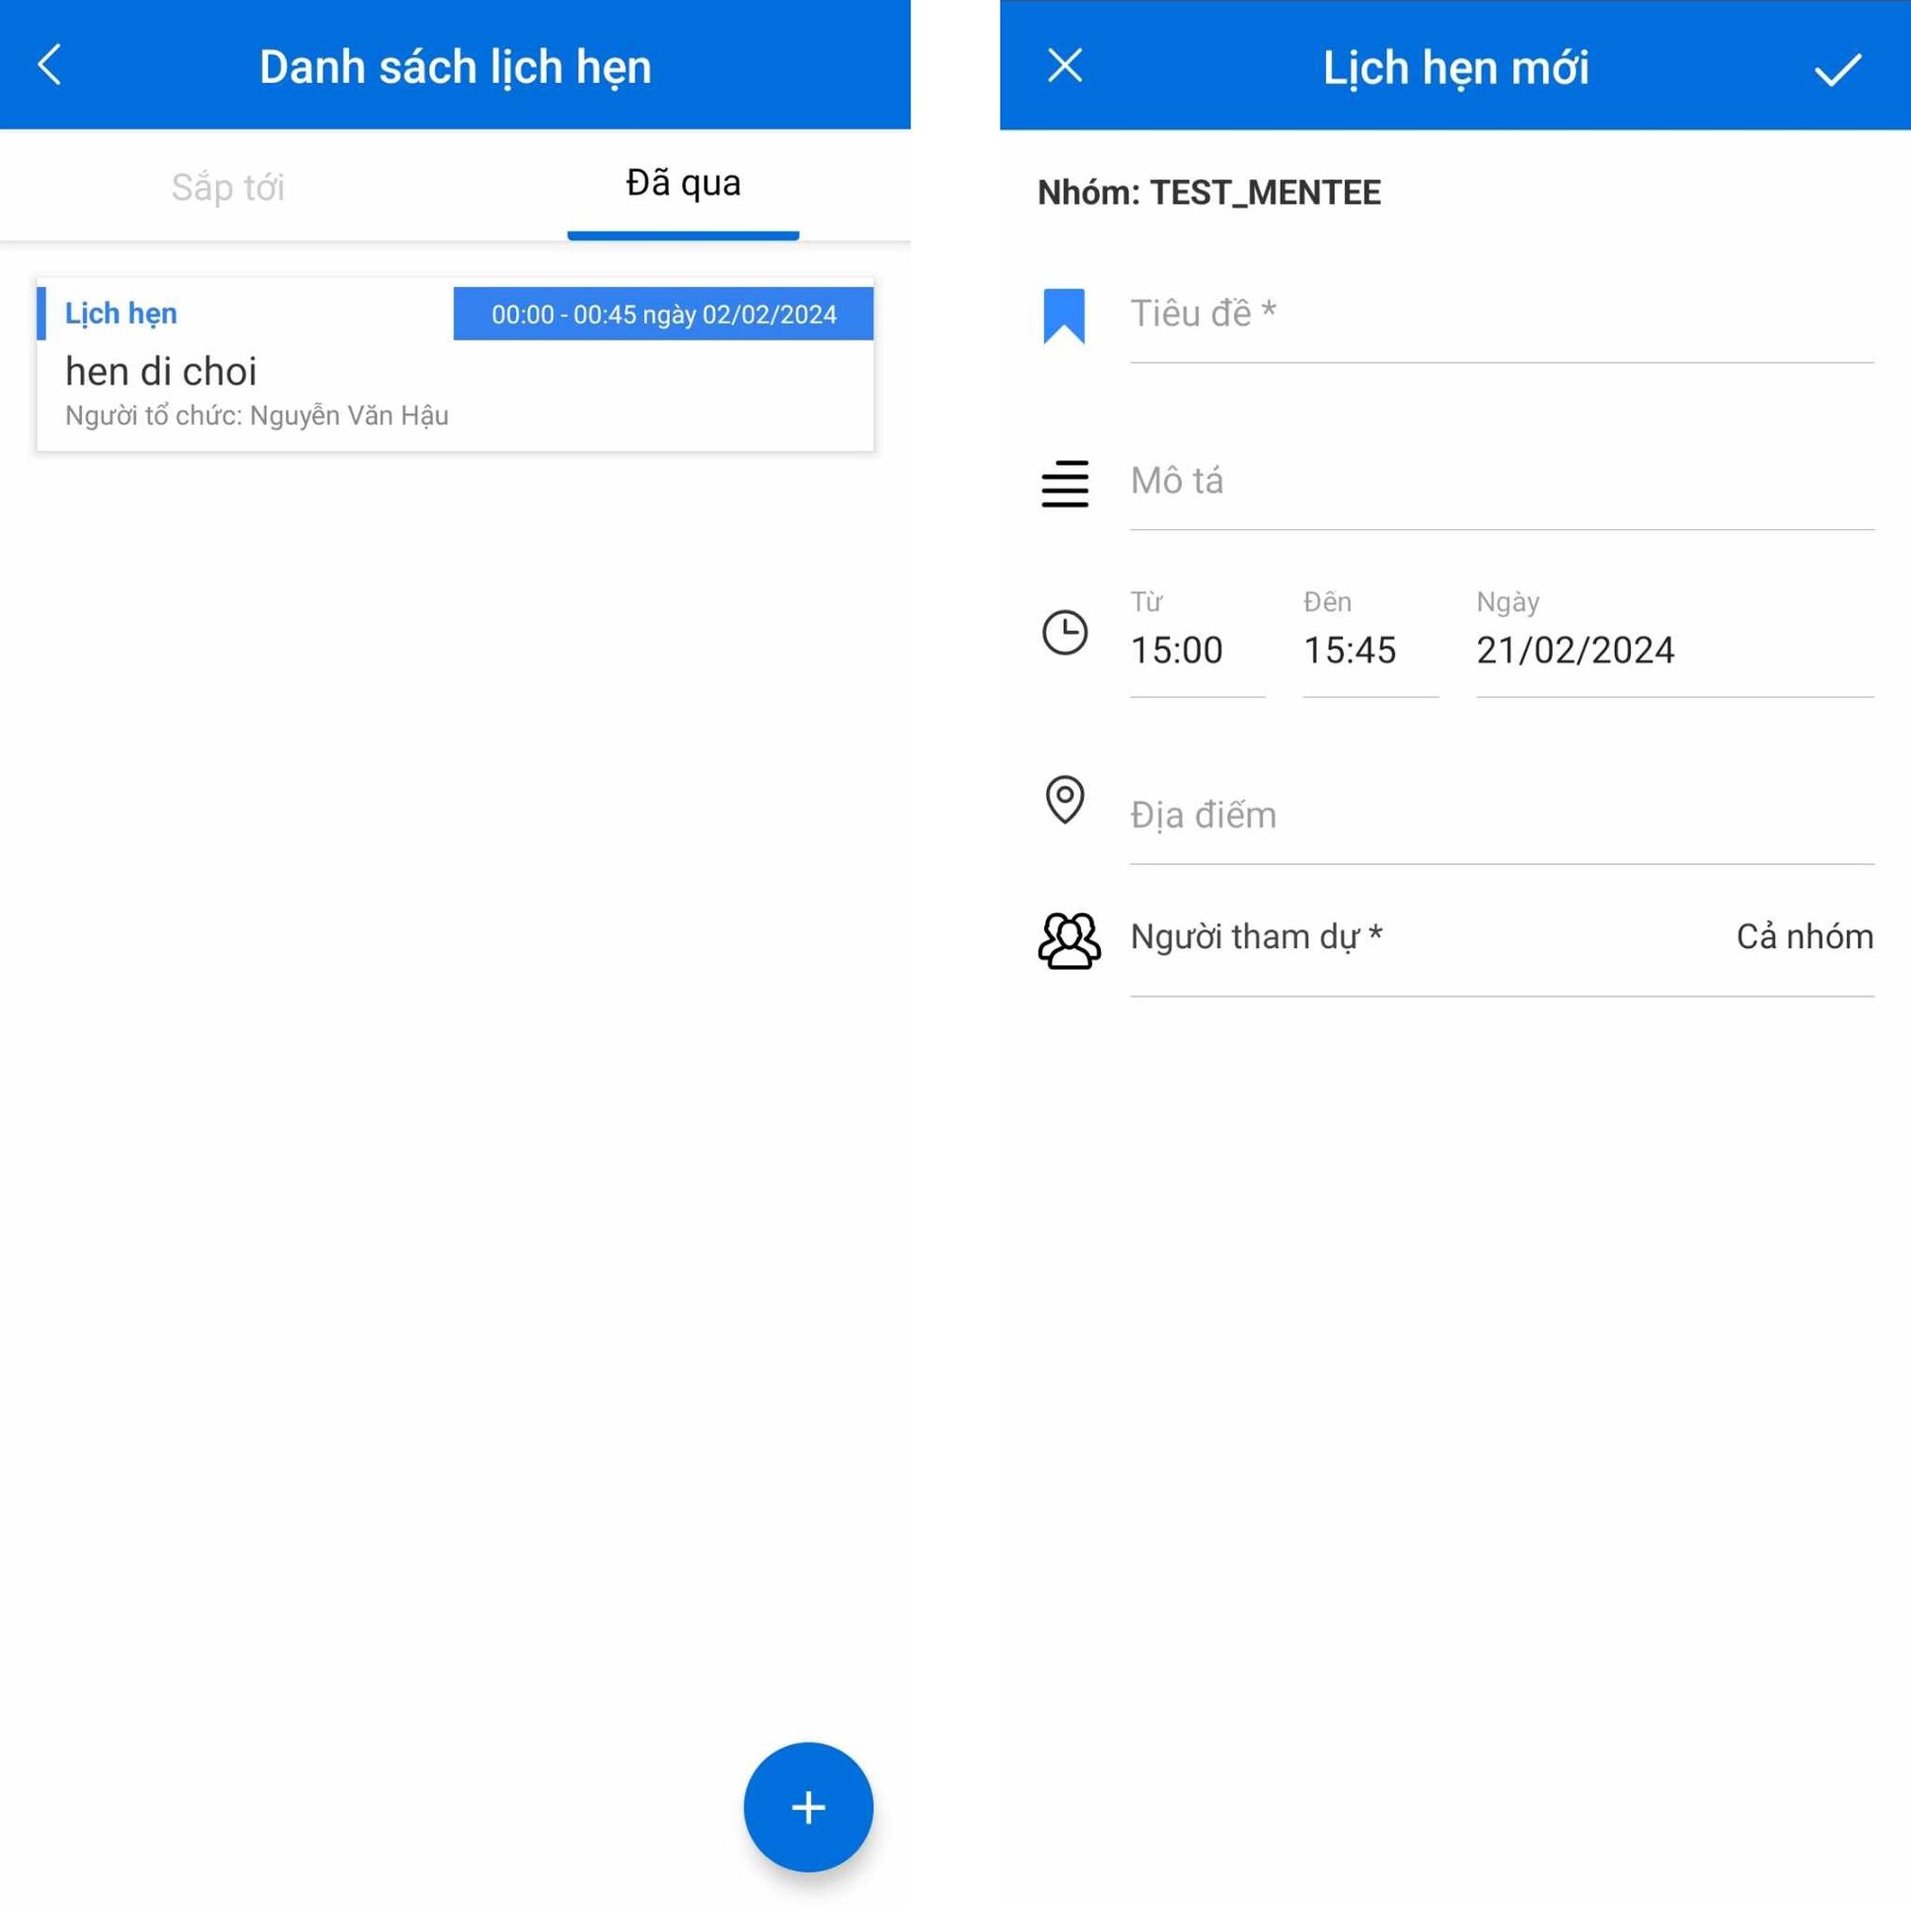 Danh sách lịch hẹn
Sắp tới
Đã qua
Lịch hẹn
00:00 - 00:45 ngày 02/02/2024
hen di choi
Người tổ chức: Nguyễn Văn Hậu
Lịch hẹn mới
Nhóm: TEST_MENTEE
Tiêu đề *
Mô tả
Từ
Đến
Ngày
15:00
15:45
21/02/2024
Địa điểm
Người tham dự *
Cả nhóm